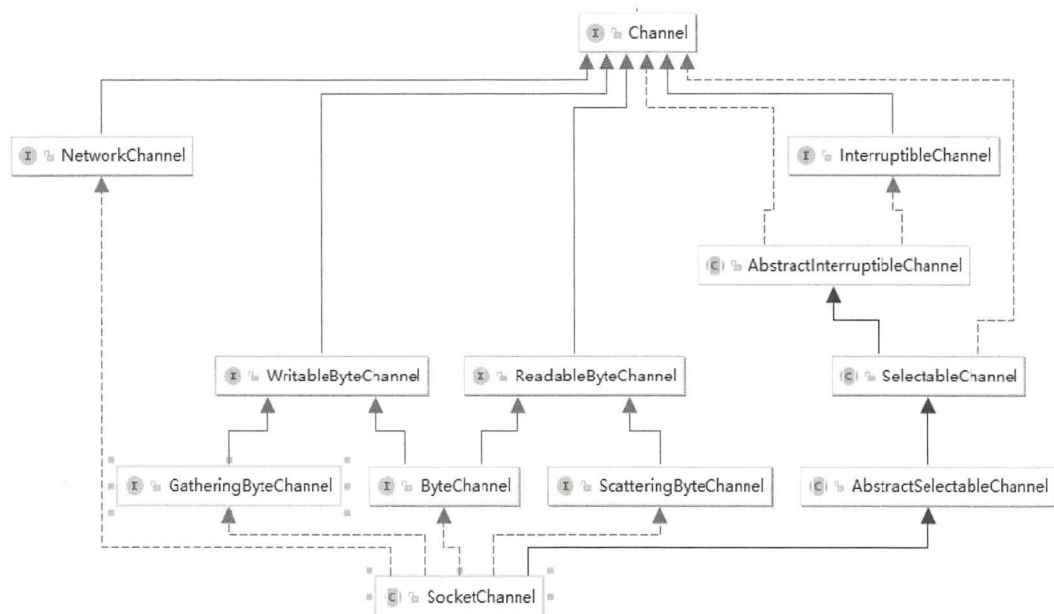 Channel
NetworkChannel
InterruptibleChannel
AbstractInterruptibleChannel
WritableByteChannel
ReadableByteChannel
SelectableChannel
GatheringByteChannel
ByteChannel
ScatteringByteChannel
AbstractSelectableChannel
SocketChannel